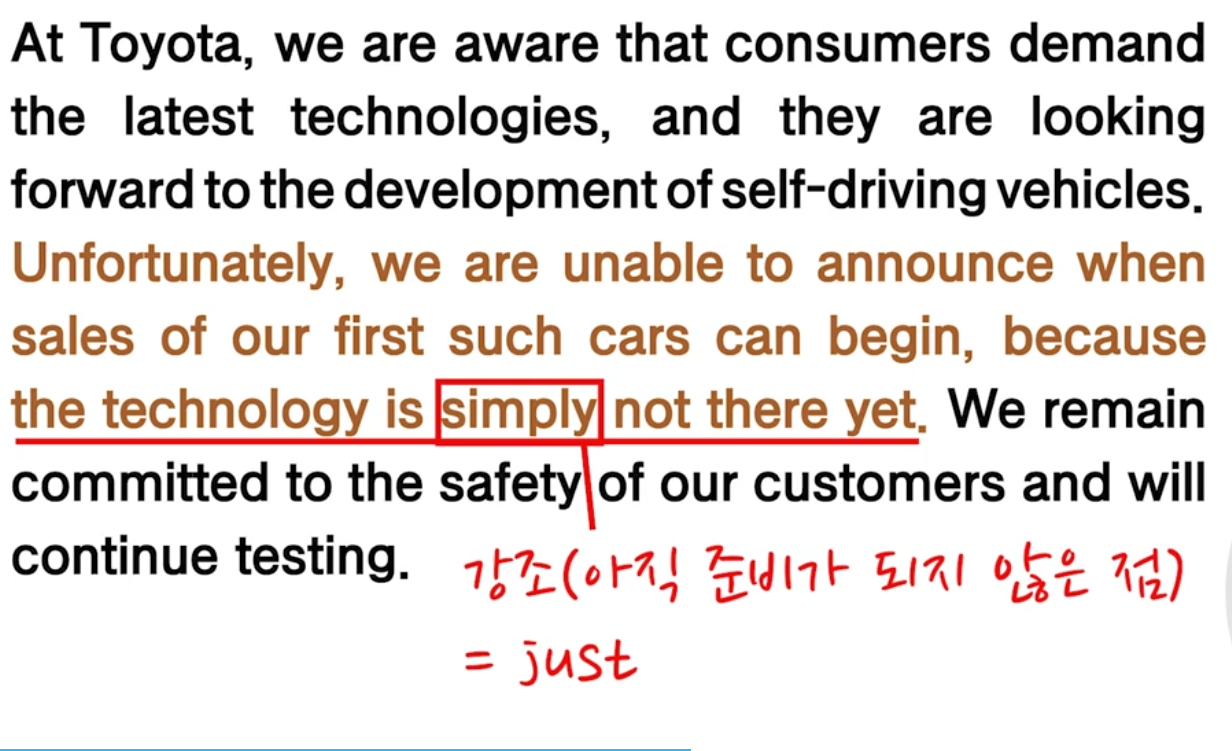 At Toyota, we are aware that consumers demand
the latest technologies, and they are looking
forward to the development of self-driving vehicles.
Unfortunately, we are unable to announce when
sales of our first such cars can begin, because
the technology is simply not there yet. We remain
committed to the safety of our customers and will
continue testing.
강조(아직 준비가 되지 않은 점)
= just